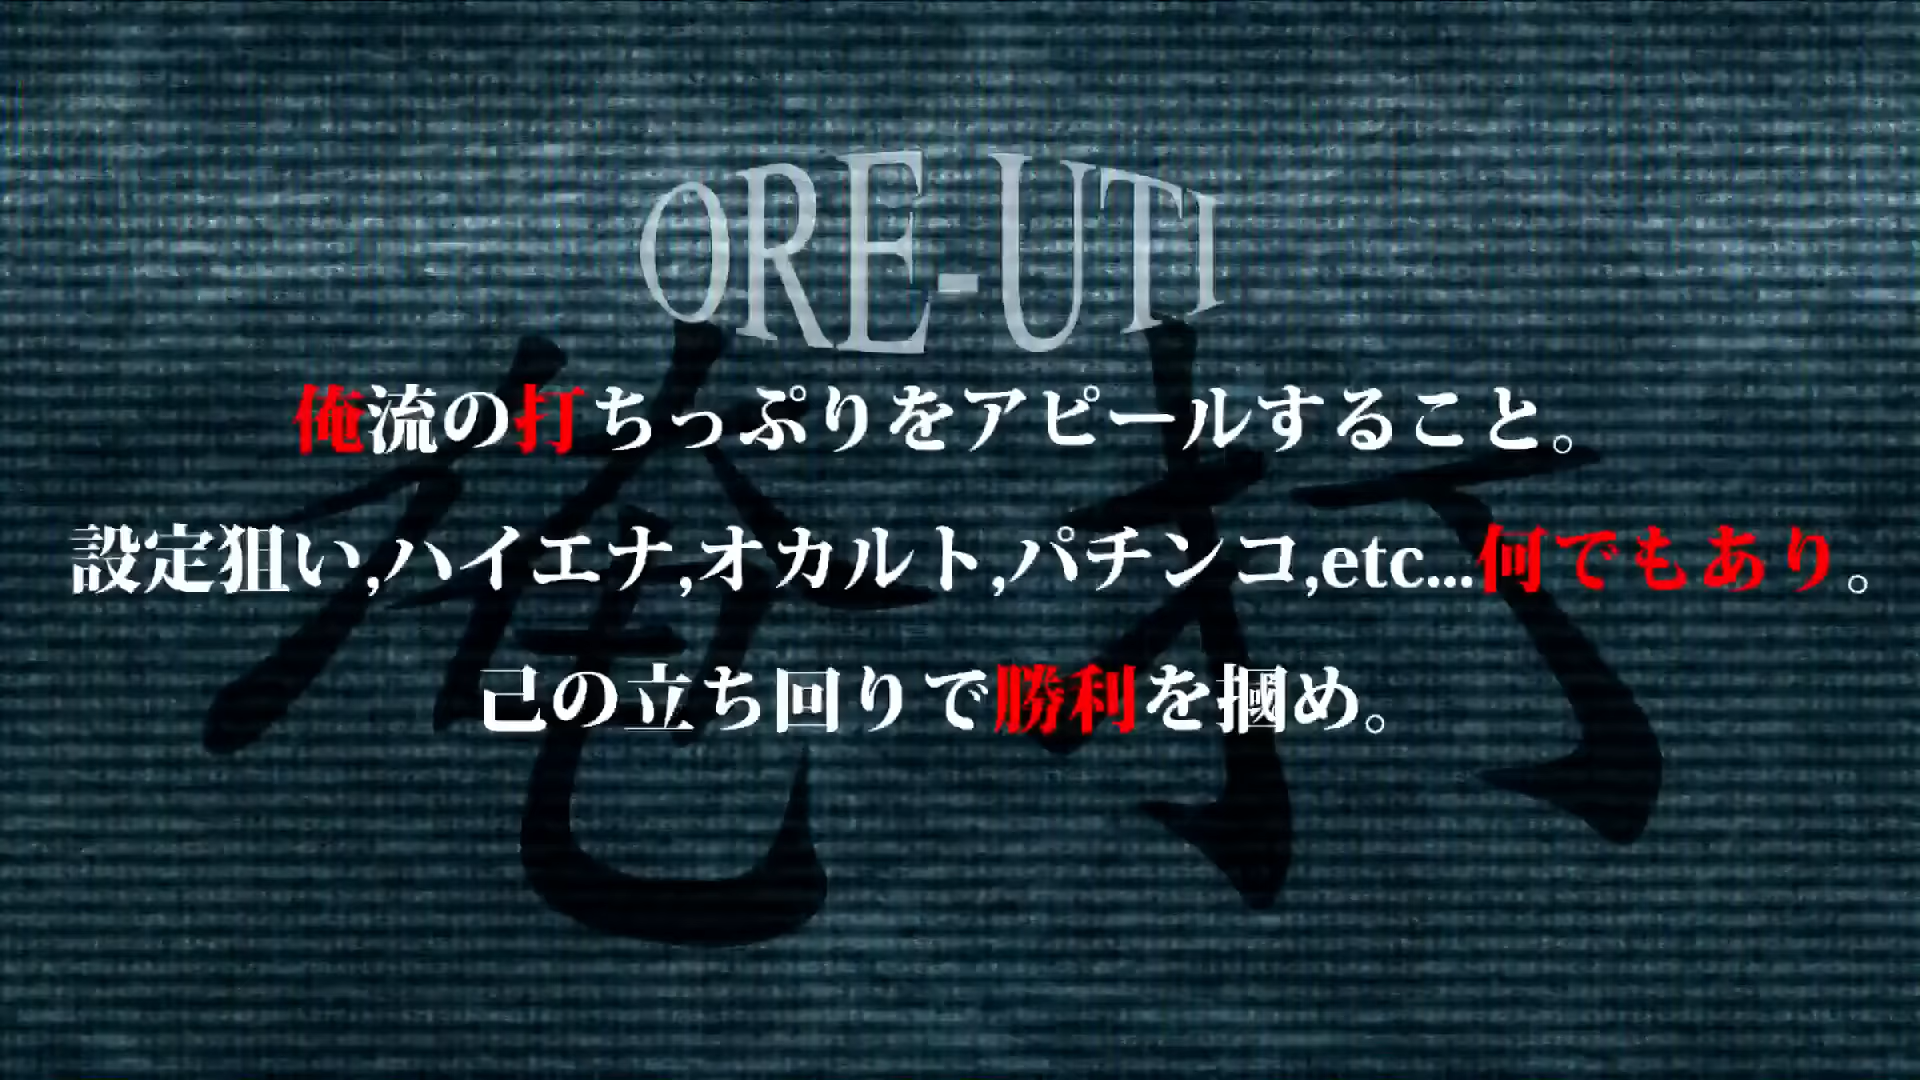 ORE-UTI
俺打
俺流の打ちっぷりをアピールすること。
設定狙い,ハイエナ,オカルト,パチンコ,etc...何でもあり。
己の立ち回りで勝利を摑め。